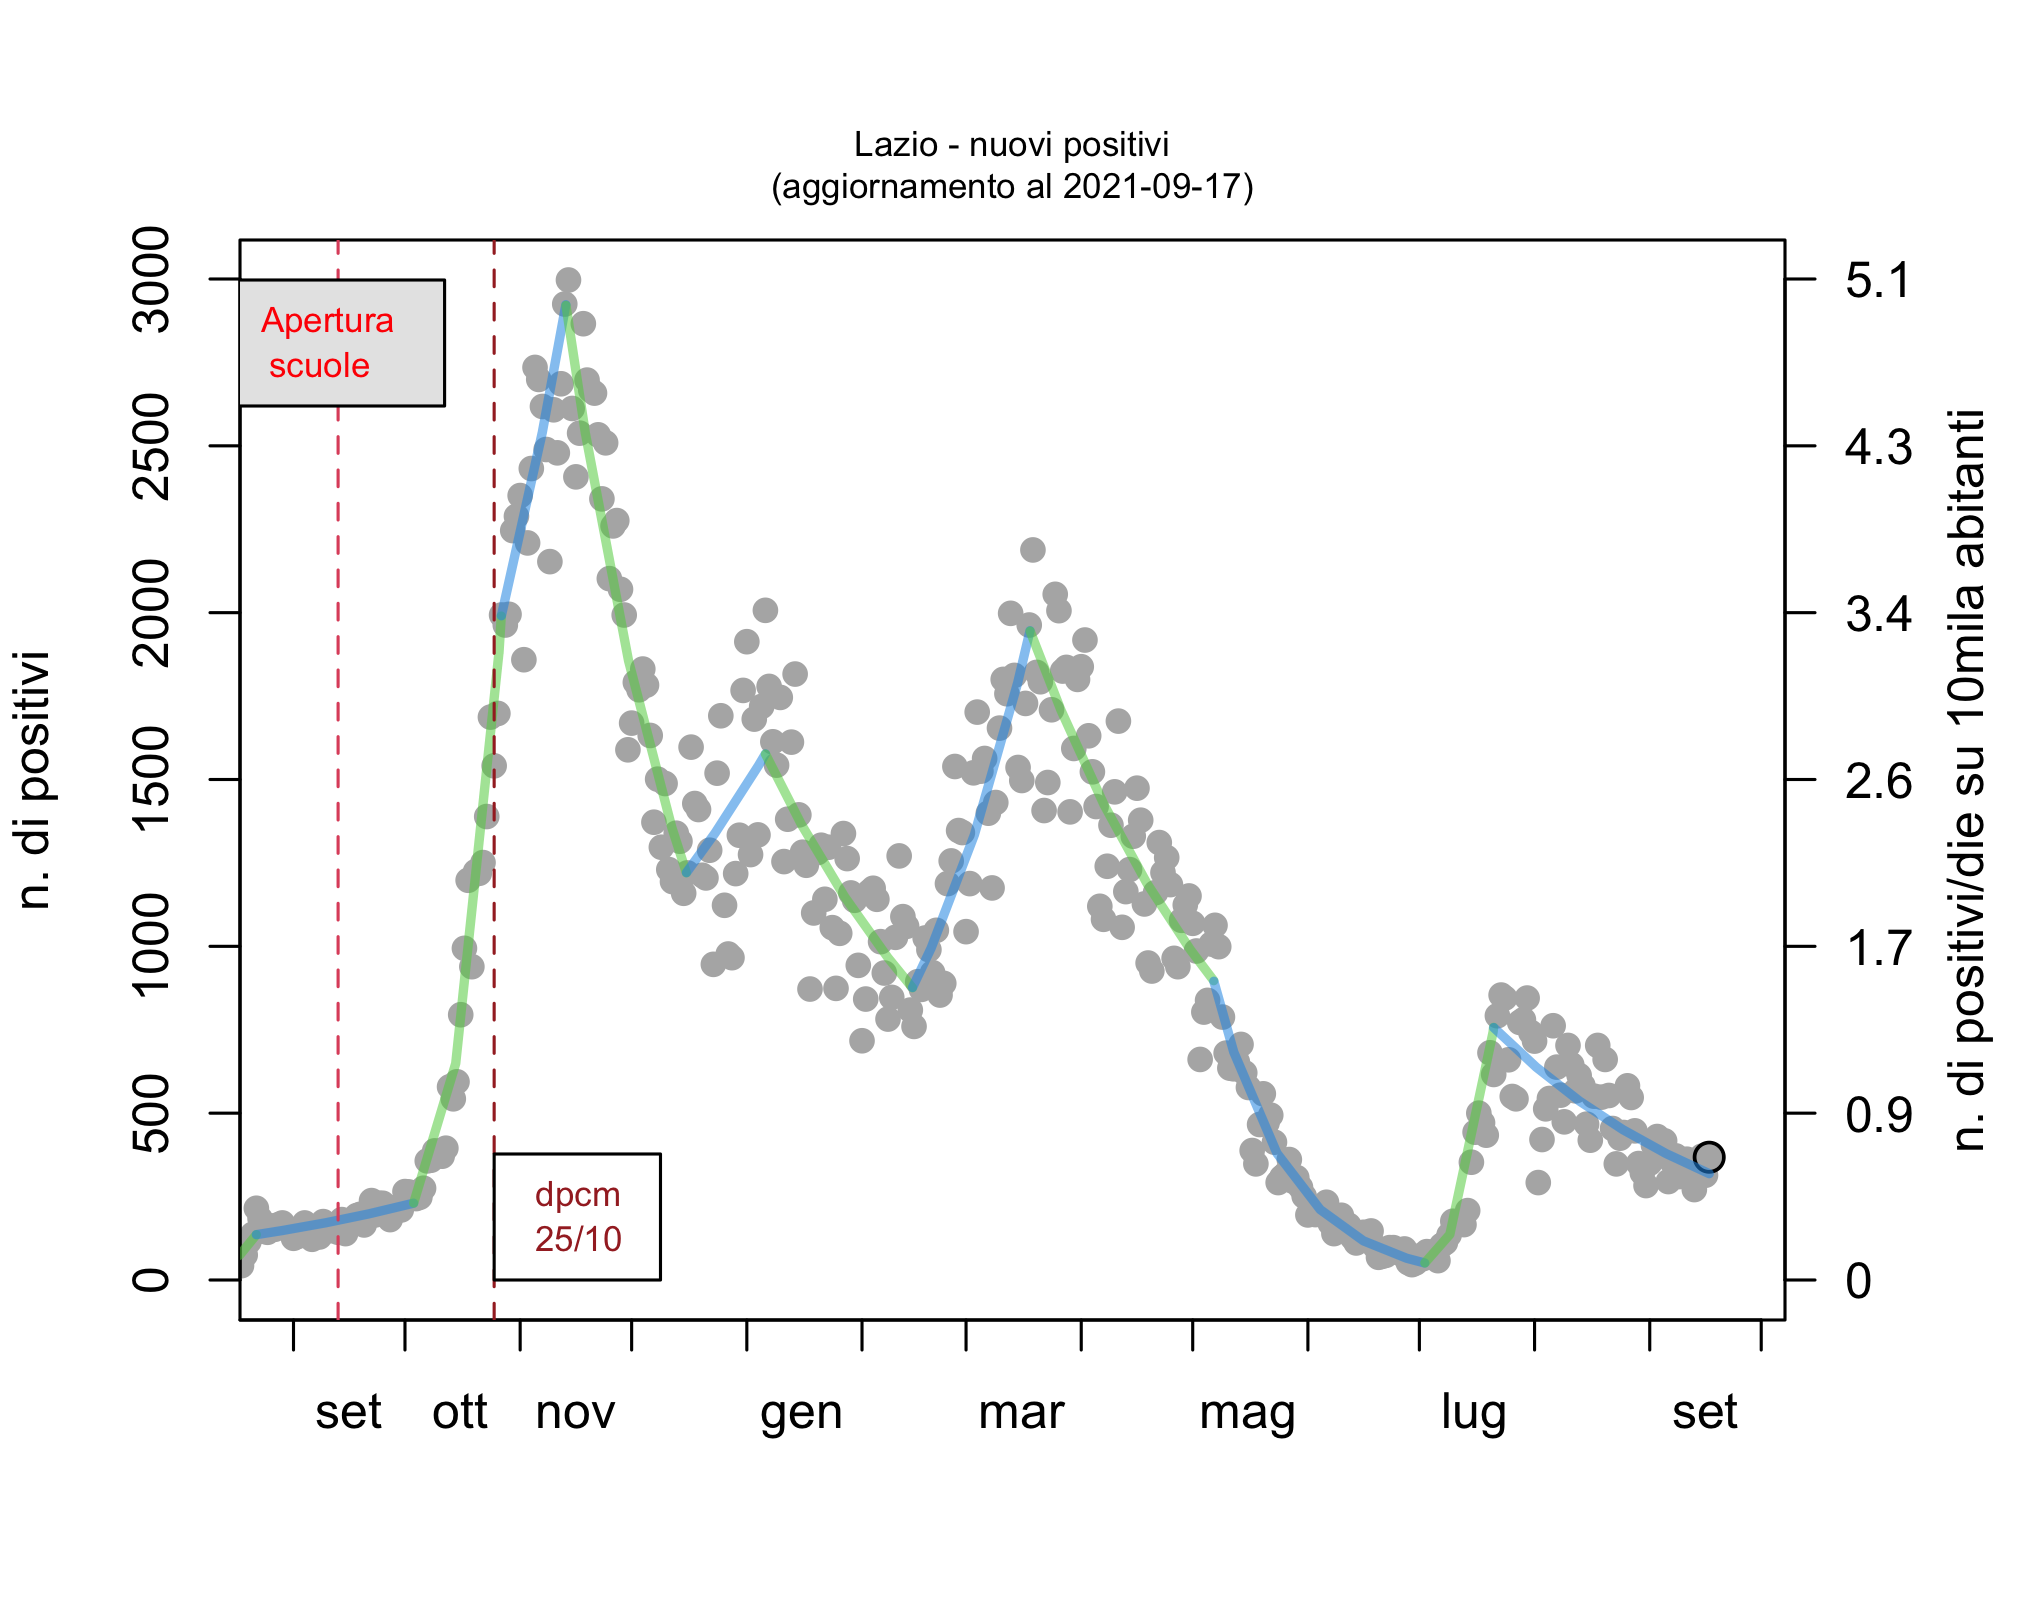 Lazio - nuovi positivi
(aggiornamento al 2021-09-17)
3000
2500
2000
1500
1000
500
0
n. di positivi
Apertura
scuole
dpcm
25/10
5.1
4.3
3.4
2.6
1.7
0.9
0
n. di positivi/die su 10mila abitanti
set ott nov gen mar mag lug set